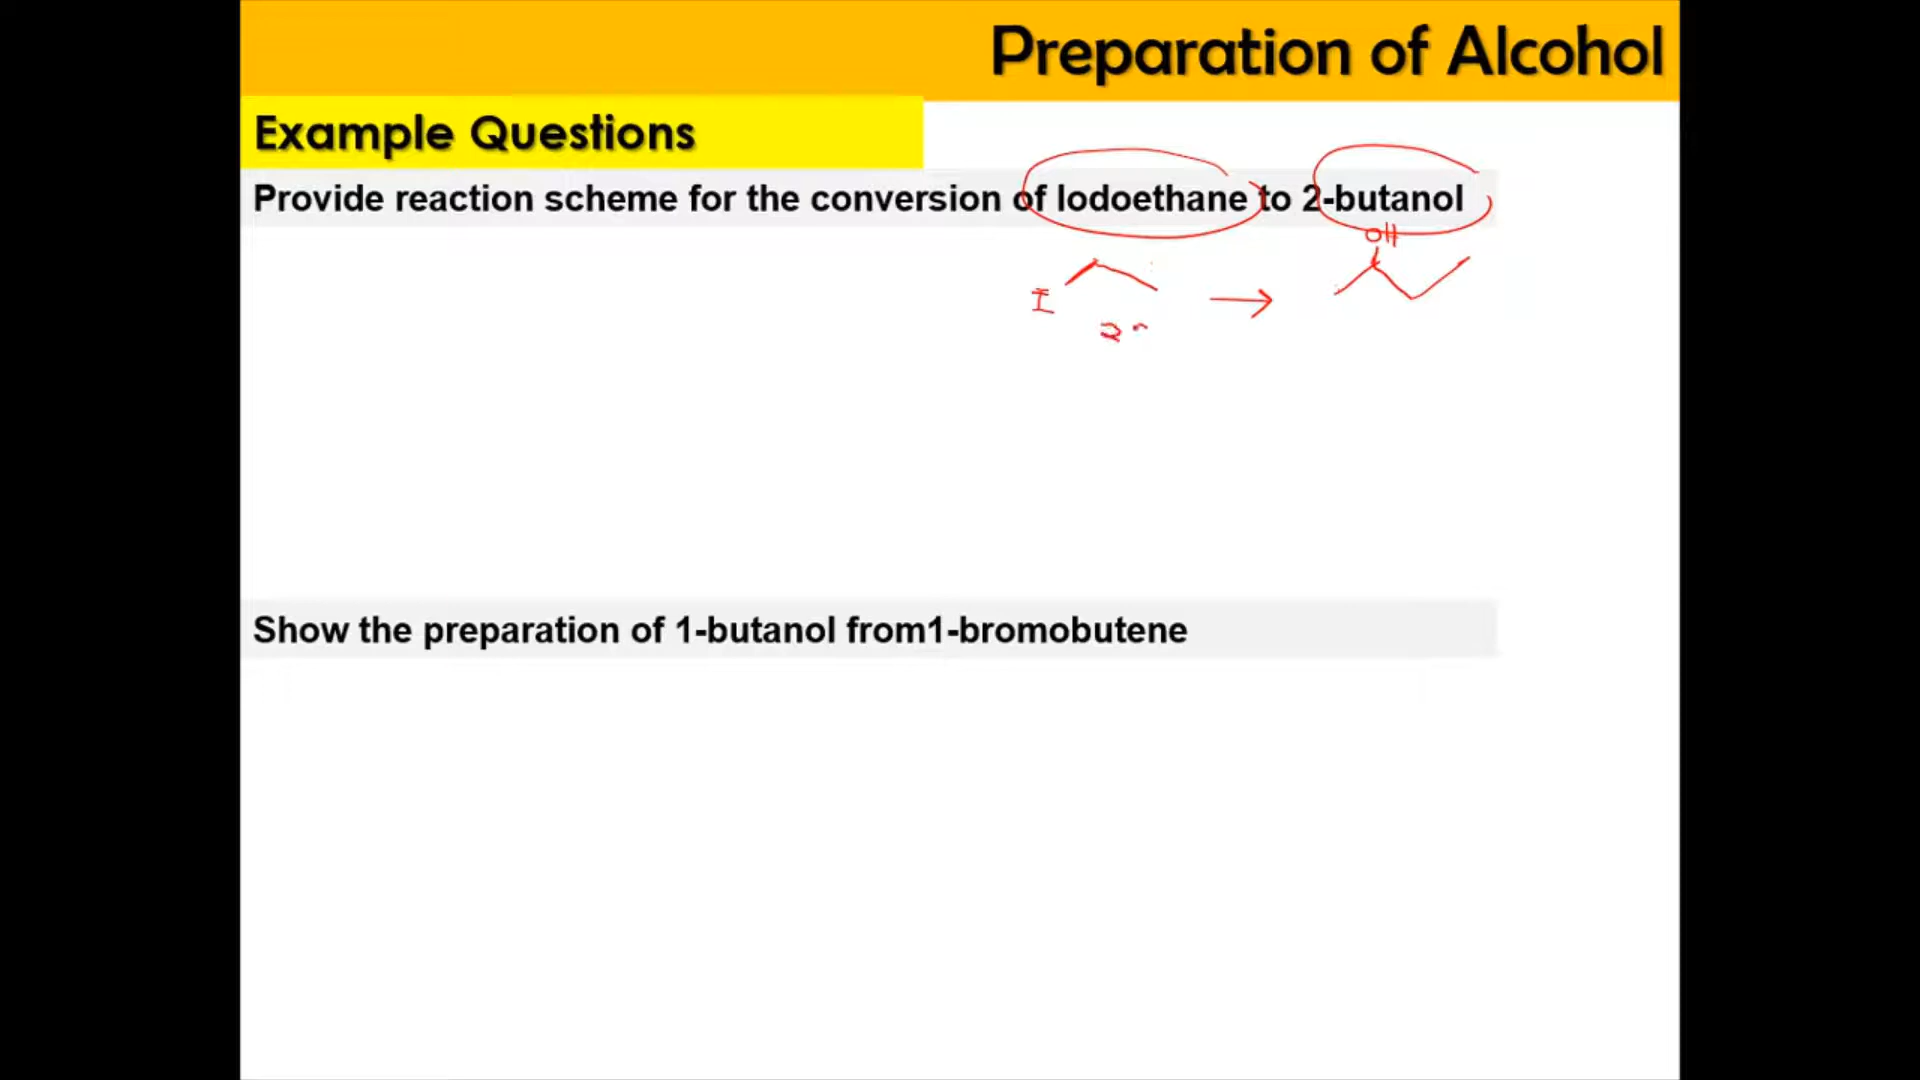 Preparation of Alcohol
Example Questions
Provide reaction scheme for the conversion of Iodoethane to 2-butanol
OH
I
Show the preparation of 1-butanol from1-bromobutene